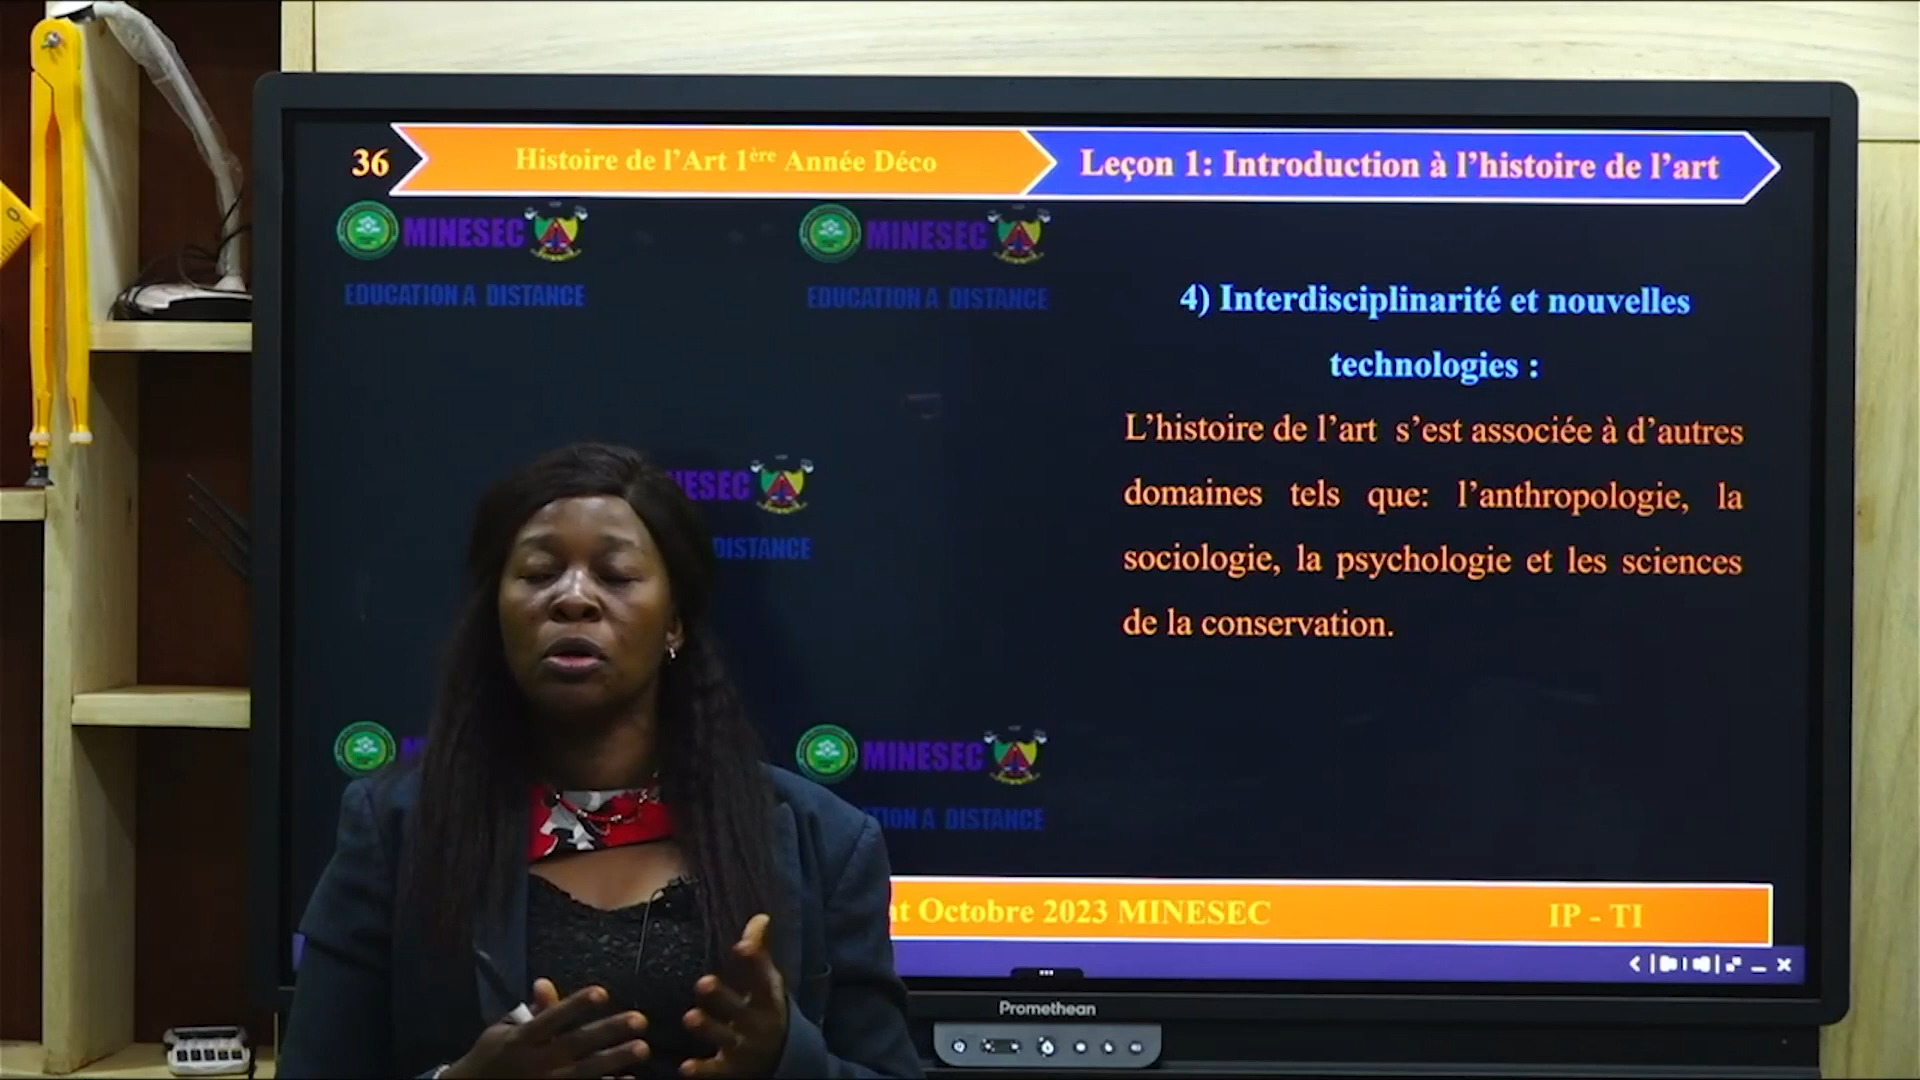 36
Histoire de l'Art 1ère Année Déco
Leçon 1: Introduction à l'histoire de l'art
MINESEC
EDUCATION A DISTANCE
MINESEC
EDUCATION A DISTANCE
4) Interdisciplinarité et nouvelles
technologies :
L'histoire de l'art s'est associée à d'autres
domaines tels que: l'anthropologie, la
sociologie, la psychologie et les sciences
de la conservation.
NESEC
DISTANCE
MINESEC
A DISTANCE
Octobre 2023 MINESEC
IP - TI
Promethean